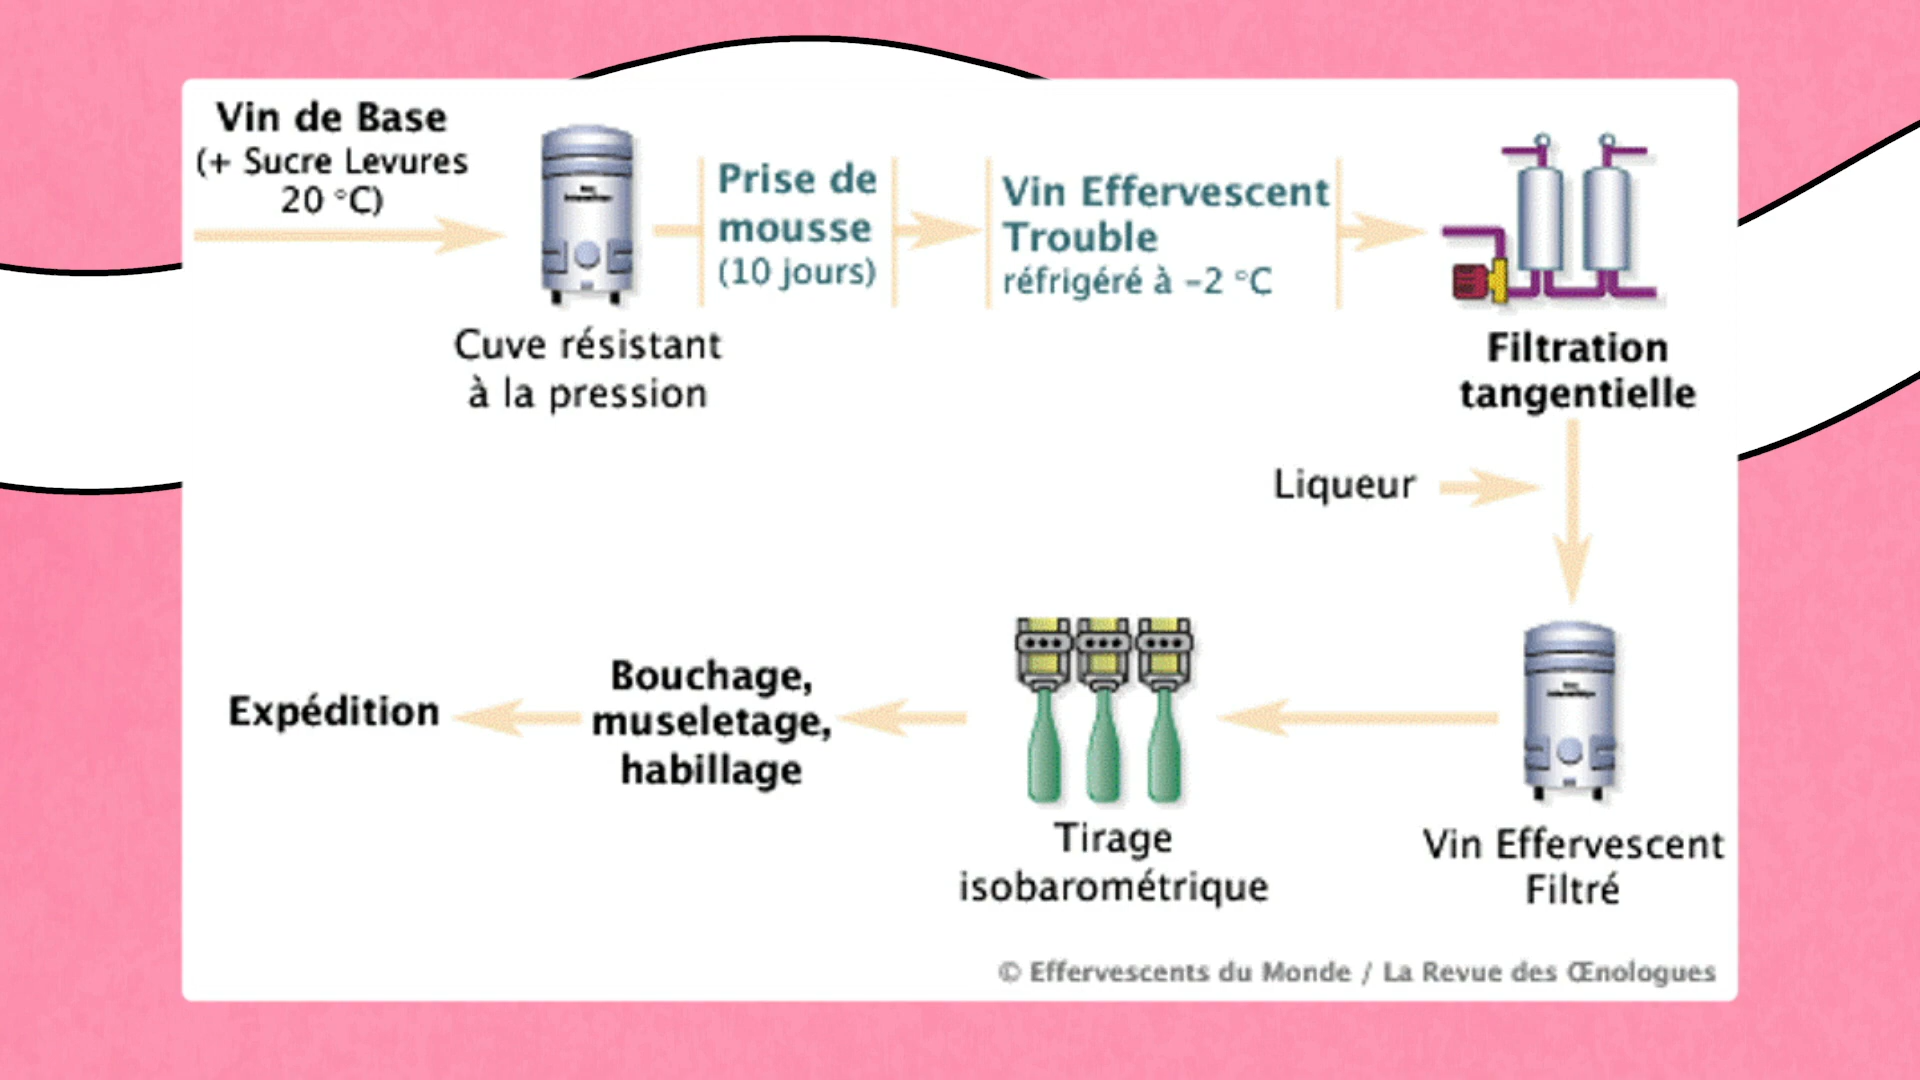 Vin de Base
(+ Sucre Levures
20 °C)
Cuve résistant
à la pression
Prise de
mousse
(10 jours)
Vin Effervescent
Trouble
réfrigéré à -2 °C
Filtration
tangentielle
Liqueur
Vin Effervescent
Filtré
Tirage
isobarométrique
Bouchage,
museletage,
habillage
Expédition
© Effervescents du Monde / La Revue des Œnologues